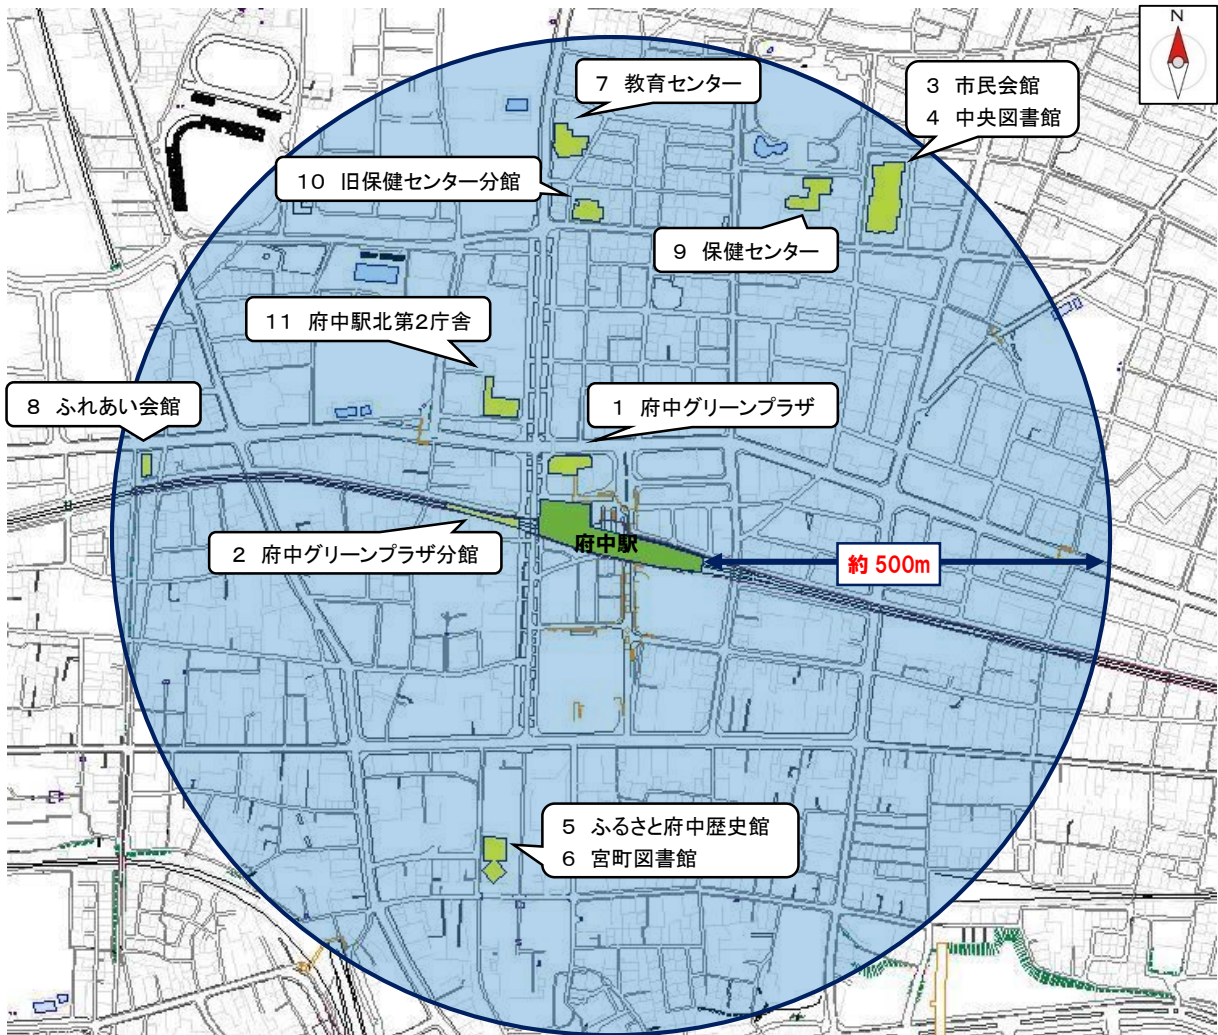 N
7 教育センター
3 市民会館
4 中央図書館
10 旧保健センター分館
9 保健センター
11 府中駅北第2庁舎
8 ふれあい会館
1 府中グリーンプラザ
2 府中グリーンプラザ分館
府中駅
約 500m
5 ふるさと府中歴史館
6 宮町図書館